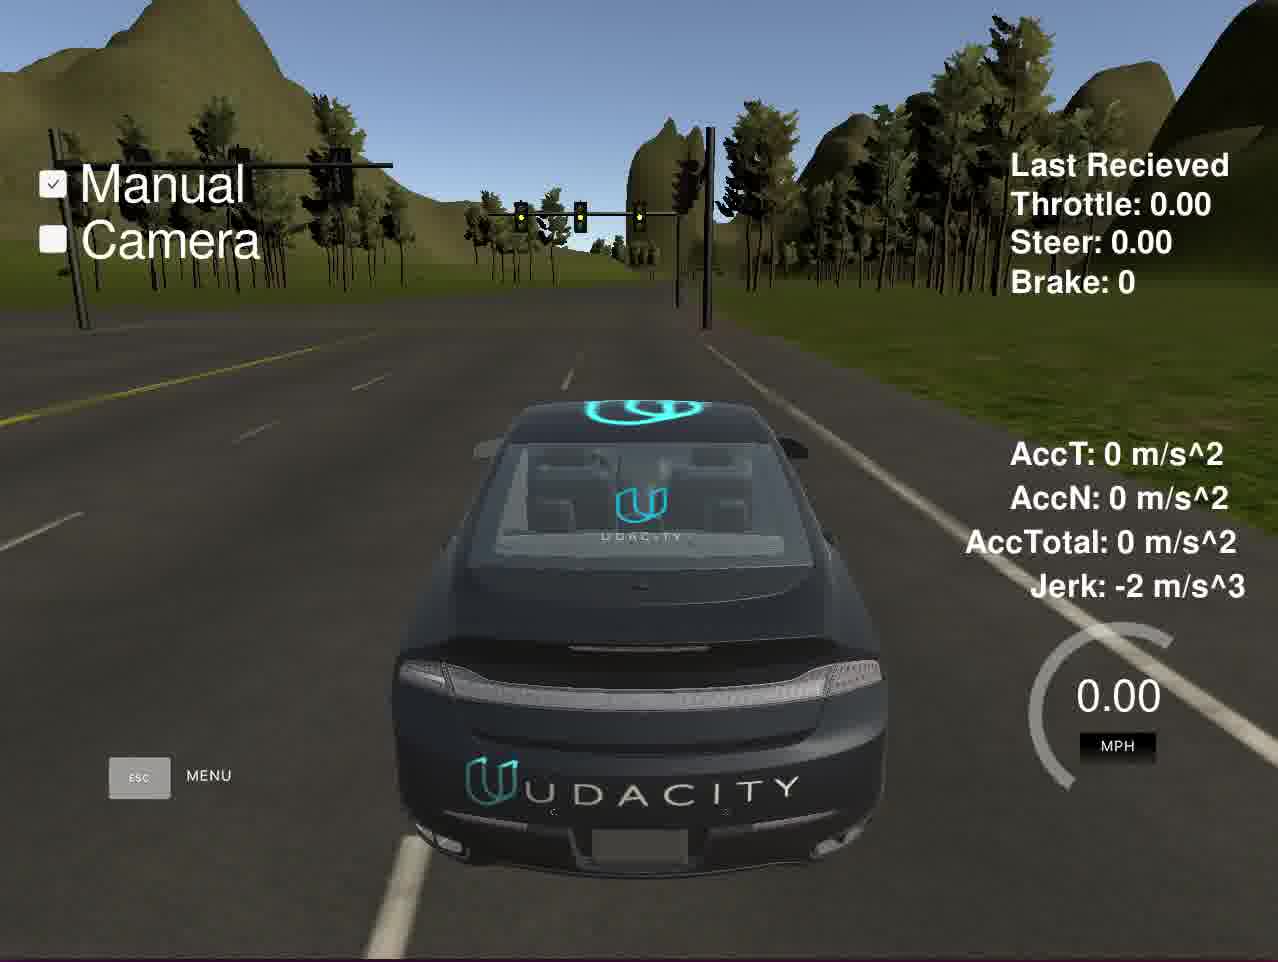 Manual
Camera
Last Recieved
Throttle: 0.00
Steer: 0.00
Brake: 0
AccT: 0 m/s^2
AccN: 0 m/s^2
AccTotal: 0 m/s^2
Jerk: -2 m/s^3
UDACITY
0.00
MPH
ESC MENU
UDACITY